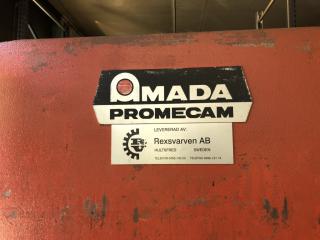 AMADA
PROMECAM
LEVERERAD AV:
Rexsvarven AB
HULTSFRED SWEDEN